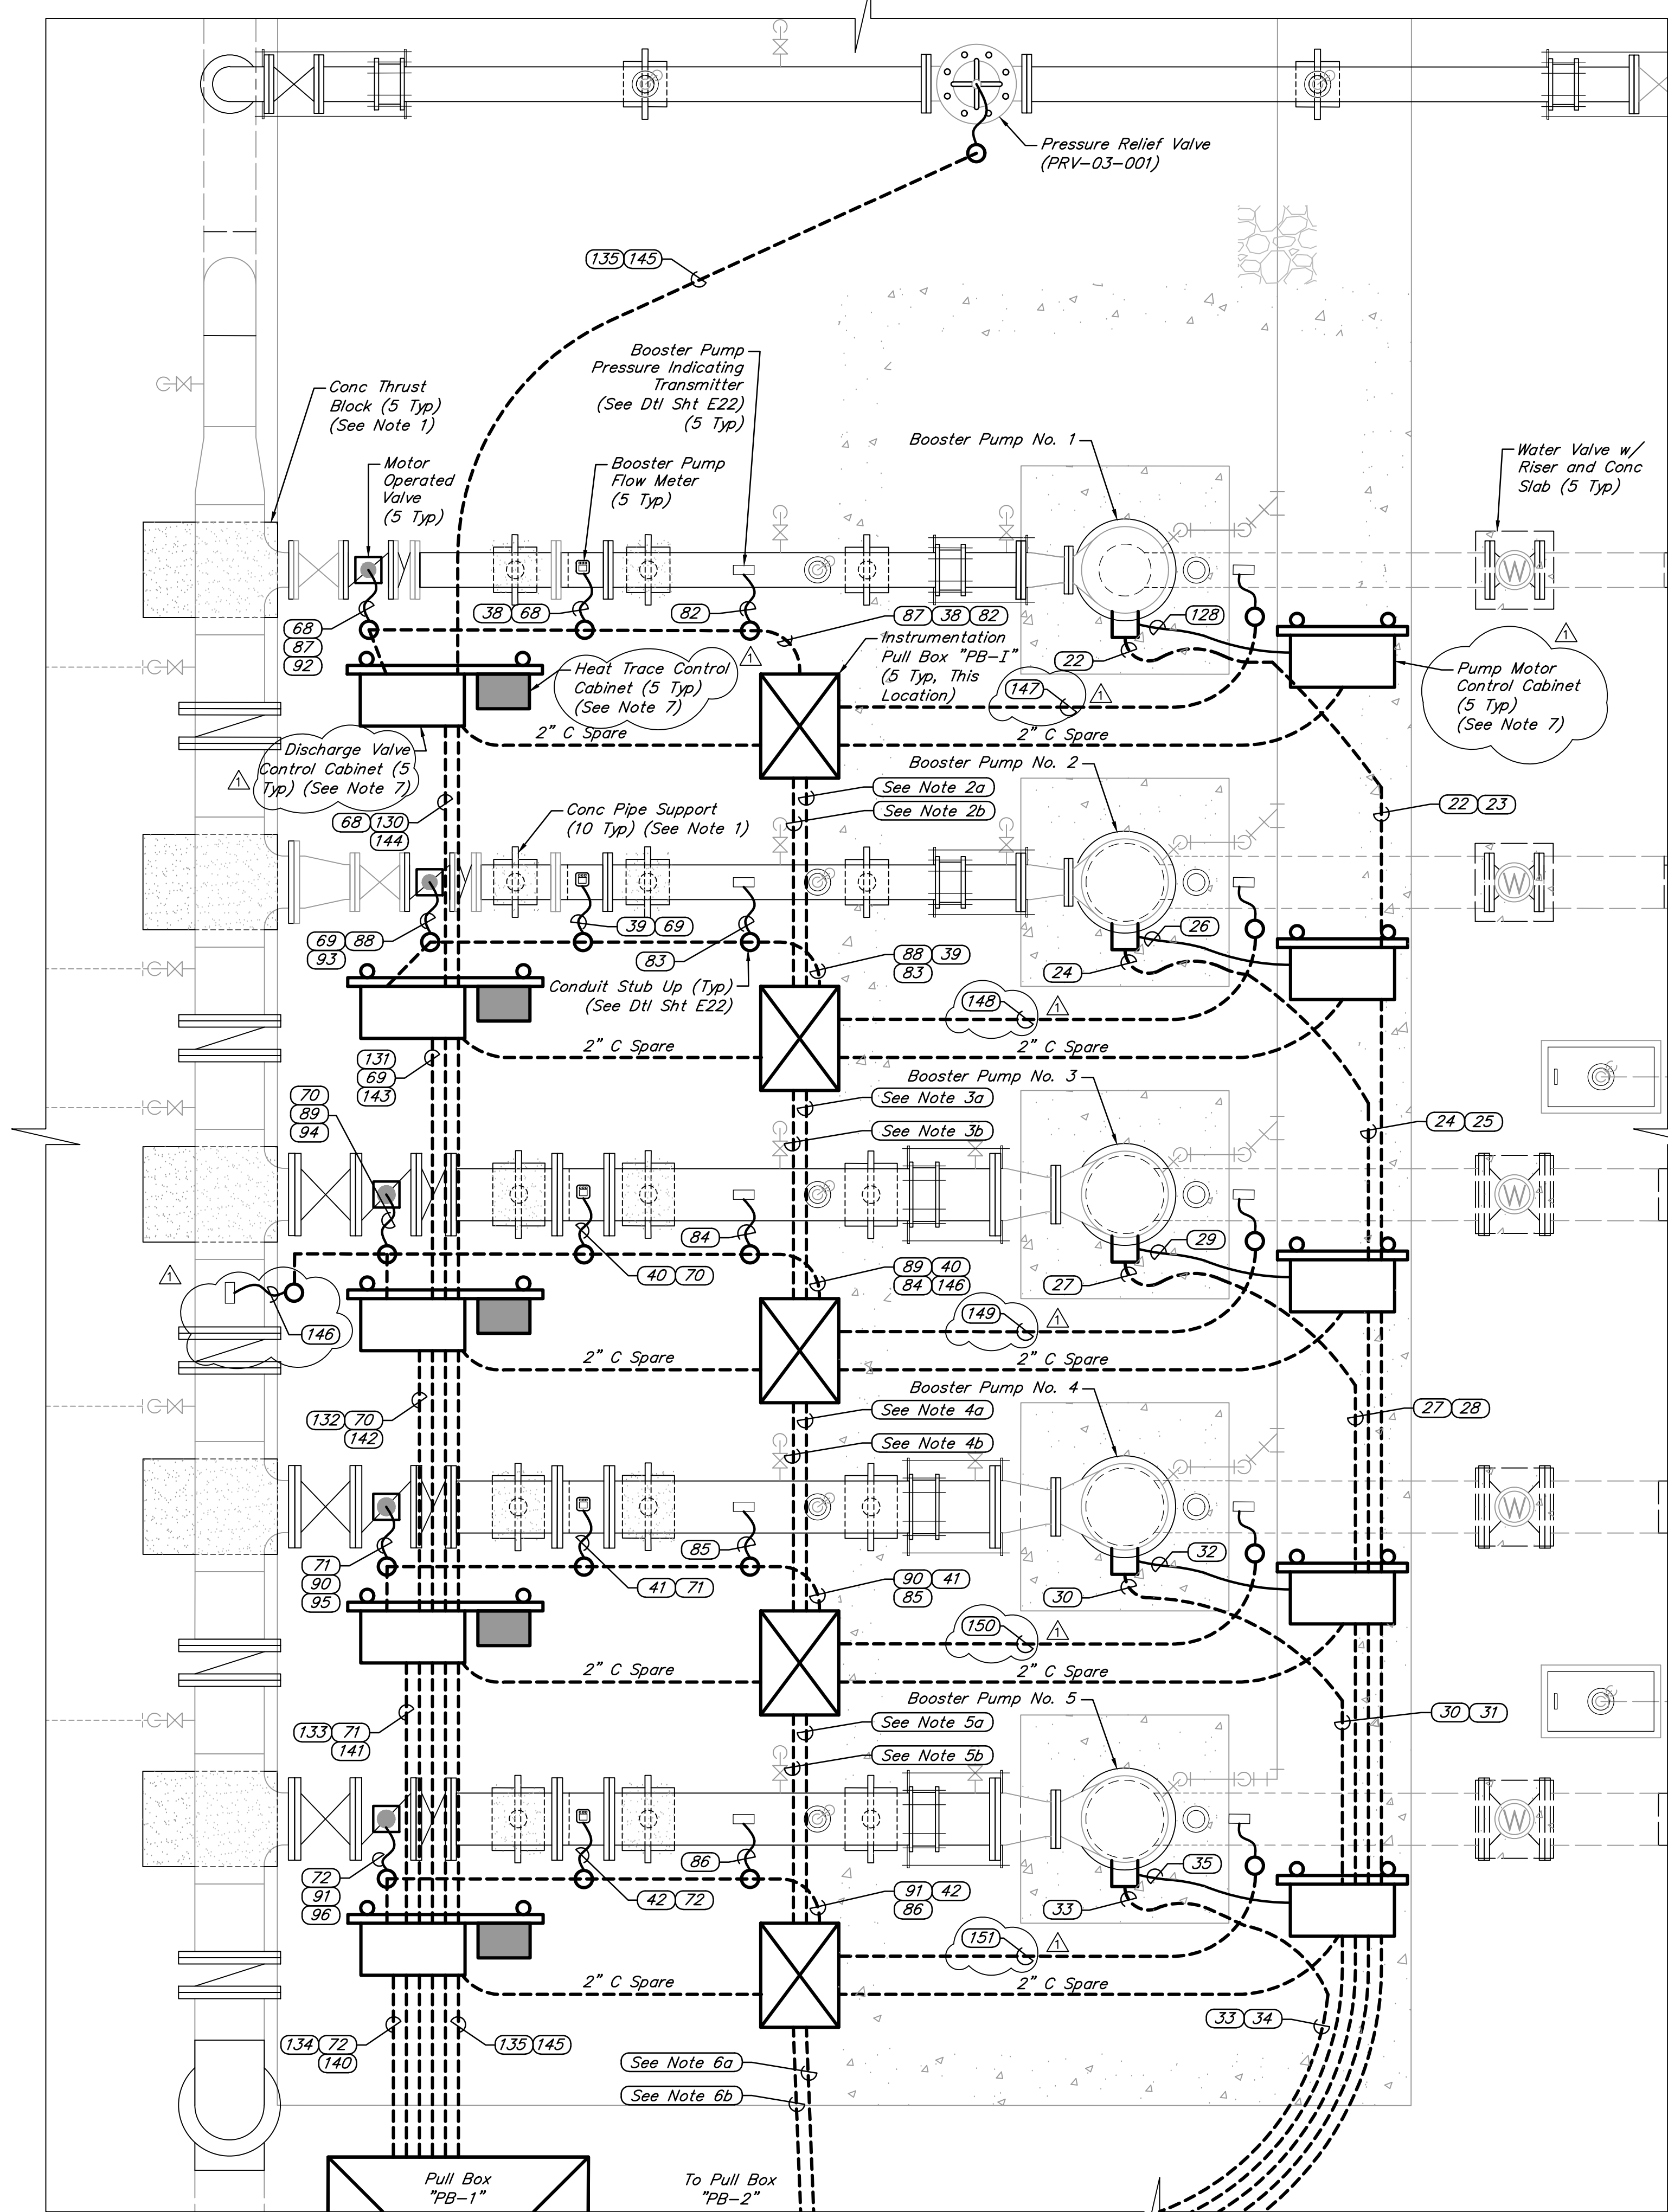 Pressure Relief Valve
(PRV-03-001)
135 145
Booster Pump
Pressure Indicating
Transmitter
(See Dtl Sht E22)
(5 Typ)
Conc Thrust
Block (5 Typ)
(See Note 1)
Motor
Operated
Valve
(5 Typ)
Booster Pump
Flow Meter
(5 Typ)
Booster Pump No. 1
Water Valve w/
Riser and Conc
Slab (5 Typ)
W
68
87
92
38 68
82
87 38 82
128
22
Instrumentation
Pull Box "PB-I"
(5 Typ, This
Location)
147
1
Heat Trace Control
Cabinet (5 Typ)
(See Note 7)
1
Pump Motor
Control Cabinet
(5 Typ)
(See Note 7)
1
2" C Spare
2" C Spare
Discharge Valve
Control Cabinet (5
Typ) (See Note 7)
1
Booster Pump No. 2
See Note 2a
See Note 2b
22 23
68 130
144
Conc Pipe Support
(10 Typ) (See Note 1)
W
69 88
93
39 69
83
88 39
83
26
24
Conduit Stub Up (Typ)
(See Dtl Sht E22)
148
1
2" C Spare
2" C Spare
131
69
143
Booster Pump No. 3
See Note 3a
See Note 3b
24 25
70
89
94
W
84
40 70
89 40
84 146
29
27
1
146
149
1
2" C Spare
2" C Spare
Booster Pump No. 4
See Note 4a
See Note 4b
27 28
132 70
142
W
71
90
95
85
41 71
90 41
85
32
30
150
1
2" C Spare
2" C Spare
Booster Pump No. 5
See Note 5a
See Note 5b
30 31
133 71
141
W
72
91
96
86
42 72
91 42
86
35
33
151
1
2" C Spare
2" C Spare
33 34
134 72
140
135 145
See Note 6a
See Note 6b
Pull Box
"PB-1"
To Pull Box
"PB-2"